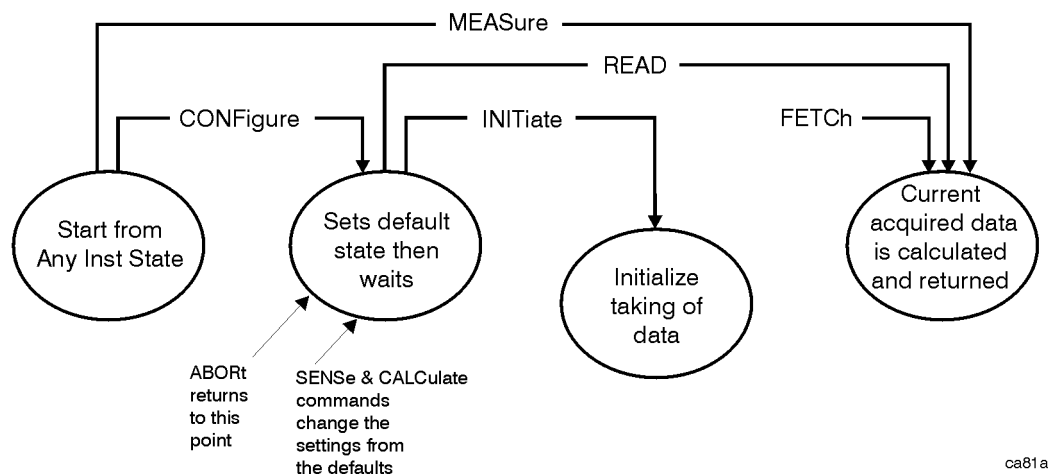 MEASure
READ
CONFigure
INITiate
FETCh
Start from
Any Inst State
Sets default
state then
waits
Initialize
taking of
data
Current
acquired data
is calculated
and returned
ABORt
returns
to this
point
SENSe & CALCulate
commands
change the
settings from
the defaults
ca81a